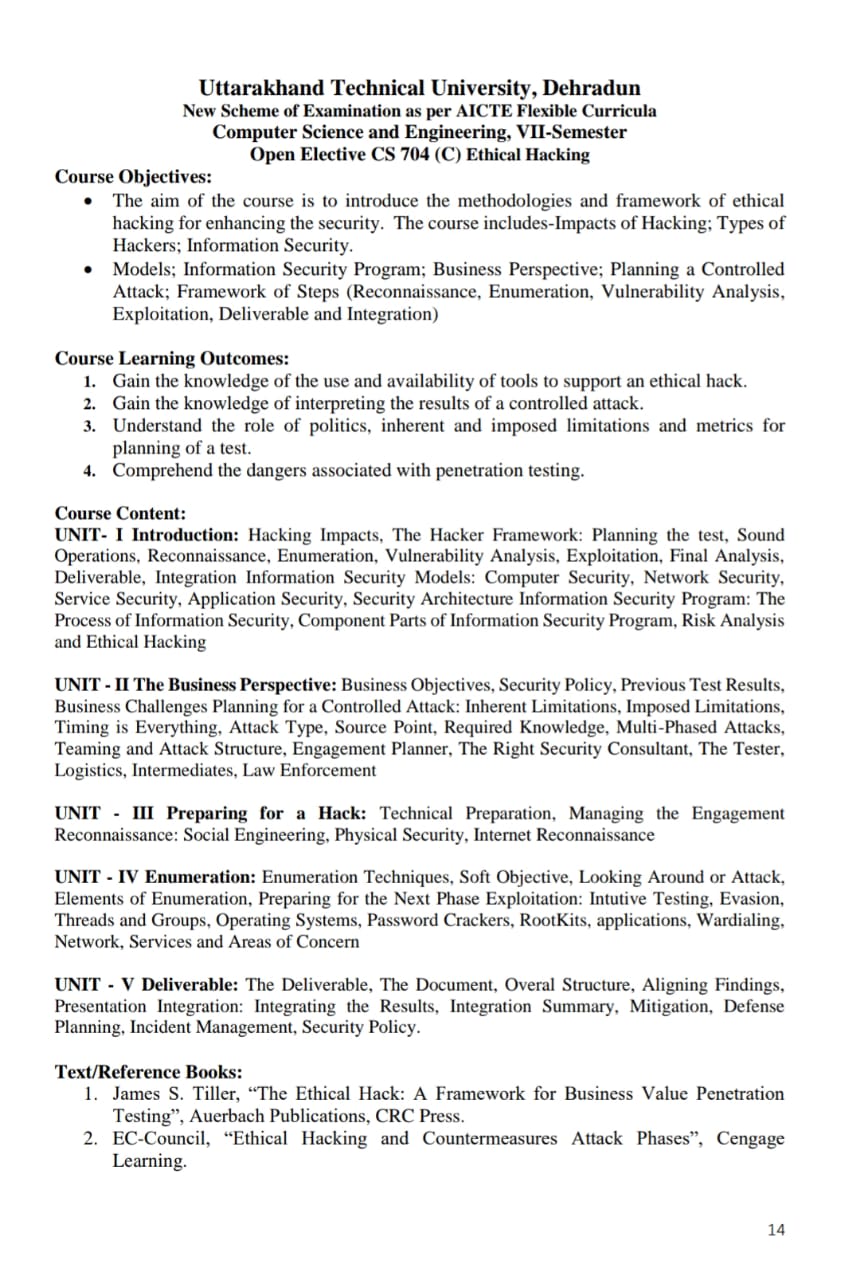 Uttarakhand Technical University, Dehradun
New Scheme of Examination as per AICTE Flexible Curricula
Computer Science and Engineering, VII-Semester
Open Elective CS 704 (C) Ethical Hacking
Course Objectives:
• The aim of the course is to introduce the methodologies and framework of ethical
hacking for enhancing the security. The course includes-Impacts of Hacking; Types of
Hackers; Information Security.
• Models; Information Security Program; Business Perspective; Planning a Controlled
Attack; Framework of Steps (Reconnaissance, Enumeration, Vulnerability Analysis,
Exploitation, Deliverable and Integration)
Course Learning Outcomes:
1. Gain the knowledge of the use and availability of tools to support an ethical hack.
2. Gain the knowledge of interpreting the results of a controlled attack.
3. Understand the role of politics, inherent and imposed limitations and metrics for
planning of a test.
4. Comprehend the dangers associated with penetration testing.
Course Content:
UNIT- I Introduction: Hacking Impacts, The Hacker Framework: Planning the test, Sound
Operations, Reconnaissance, Enumeration, Vulnerability Analysis, Exploitation, Final Analysis,
Deliverable, Integration Information Security Models: Computer Security, Network Security,
Service Security, Application Security, Security Architecture Information Security Program: The
Process of Information Security, Component Parts of Information Security Program, Risk Analysis
and Ethical Hacking
UNIT - II The Business Perspective: Business Objectives, Security Policy, Previous Test Results,
Business Challenges Planning for a Controlled Attack: Inherent Limitations, Imposed Limitations,
Timing is Everything, Attack Type, Source Point, Required Knowledge, Multi-Phased Attacks,
Teaming and Attack Structure, Engagement Planner, The Right Security Consultant, The Tester,
Logistics, Intermediates, Law Enforcement
UNIT - III Preparing for a Hack: Technical Preparation, Managing the Engagement
Reconnaissance: Social Engineering, Physical Security, Internet Reconnaissance
UNIT - IV Enumeration: Enumeration Techniques, Soft Objective, Looking Around or Attack,
Elements of Enumeration, Preparing for the Next Phase Exploitation: Intutive Testing, Evasion,
Threads and Groups, Operating Systems, Password Crackers, RootKits, applications, Wardialing,
Network, Services and Areas of Concern
UNIT - V Deliverable: The Deliverable, The Document, Overal Structure, Aligning Findings,
Presentation Integration: Integrating the Results, Integration Summary, Mitigation, Defense
Planning, Incident Management, Security Policy.
Text/Reference Books:
1. James S. Tiller, “The Ethical Hack: A Framework for Business Value Penetration
Testing”, Auerbach Publications, CRC Press.
2. EC-Council, “Ethical Hacking and Countermeasures Attack Phases”, Cengage
Learning.
14